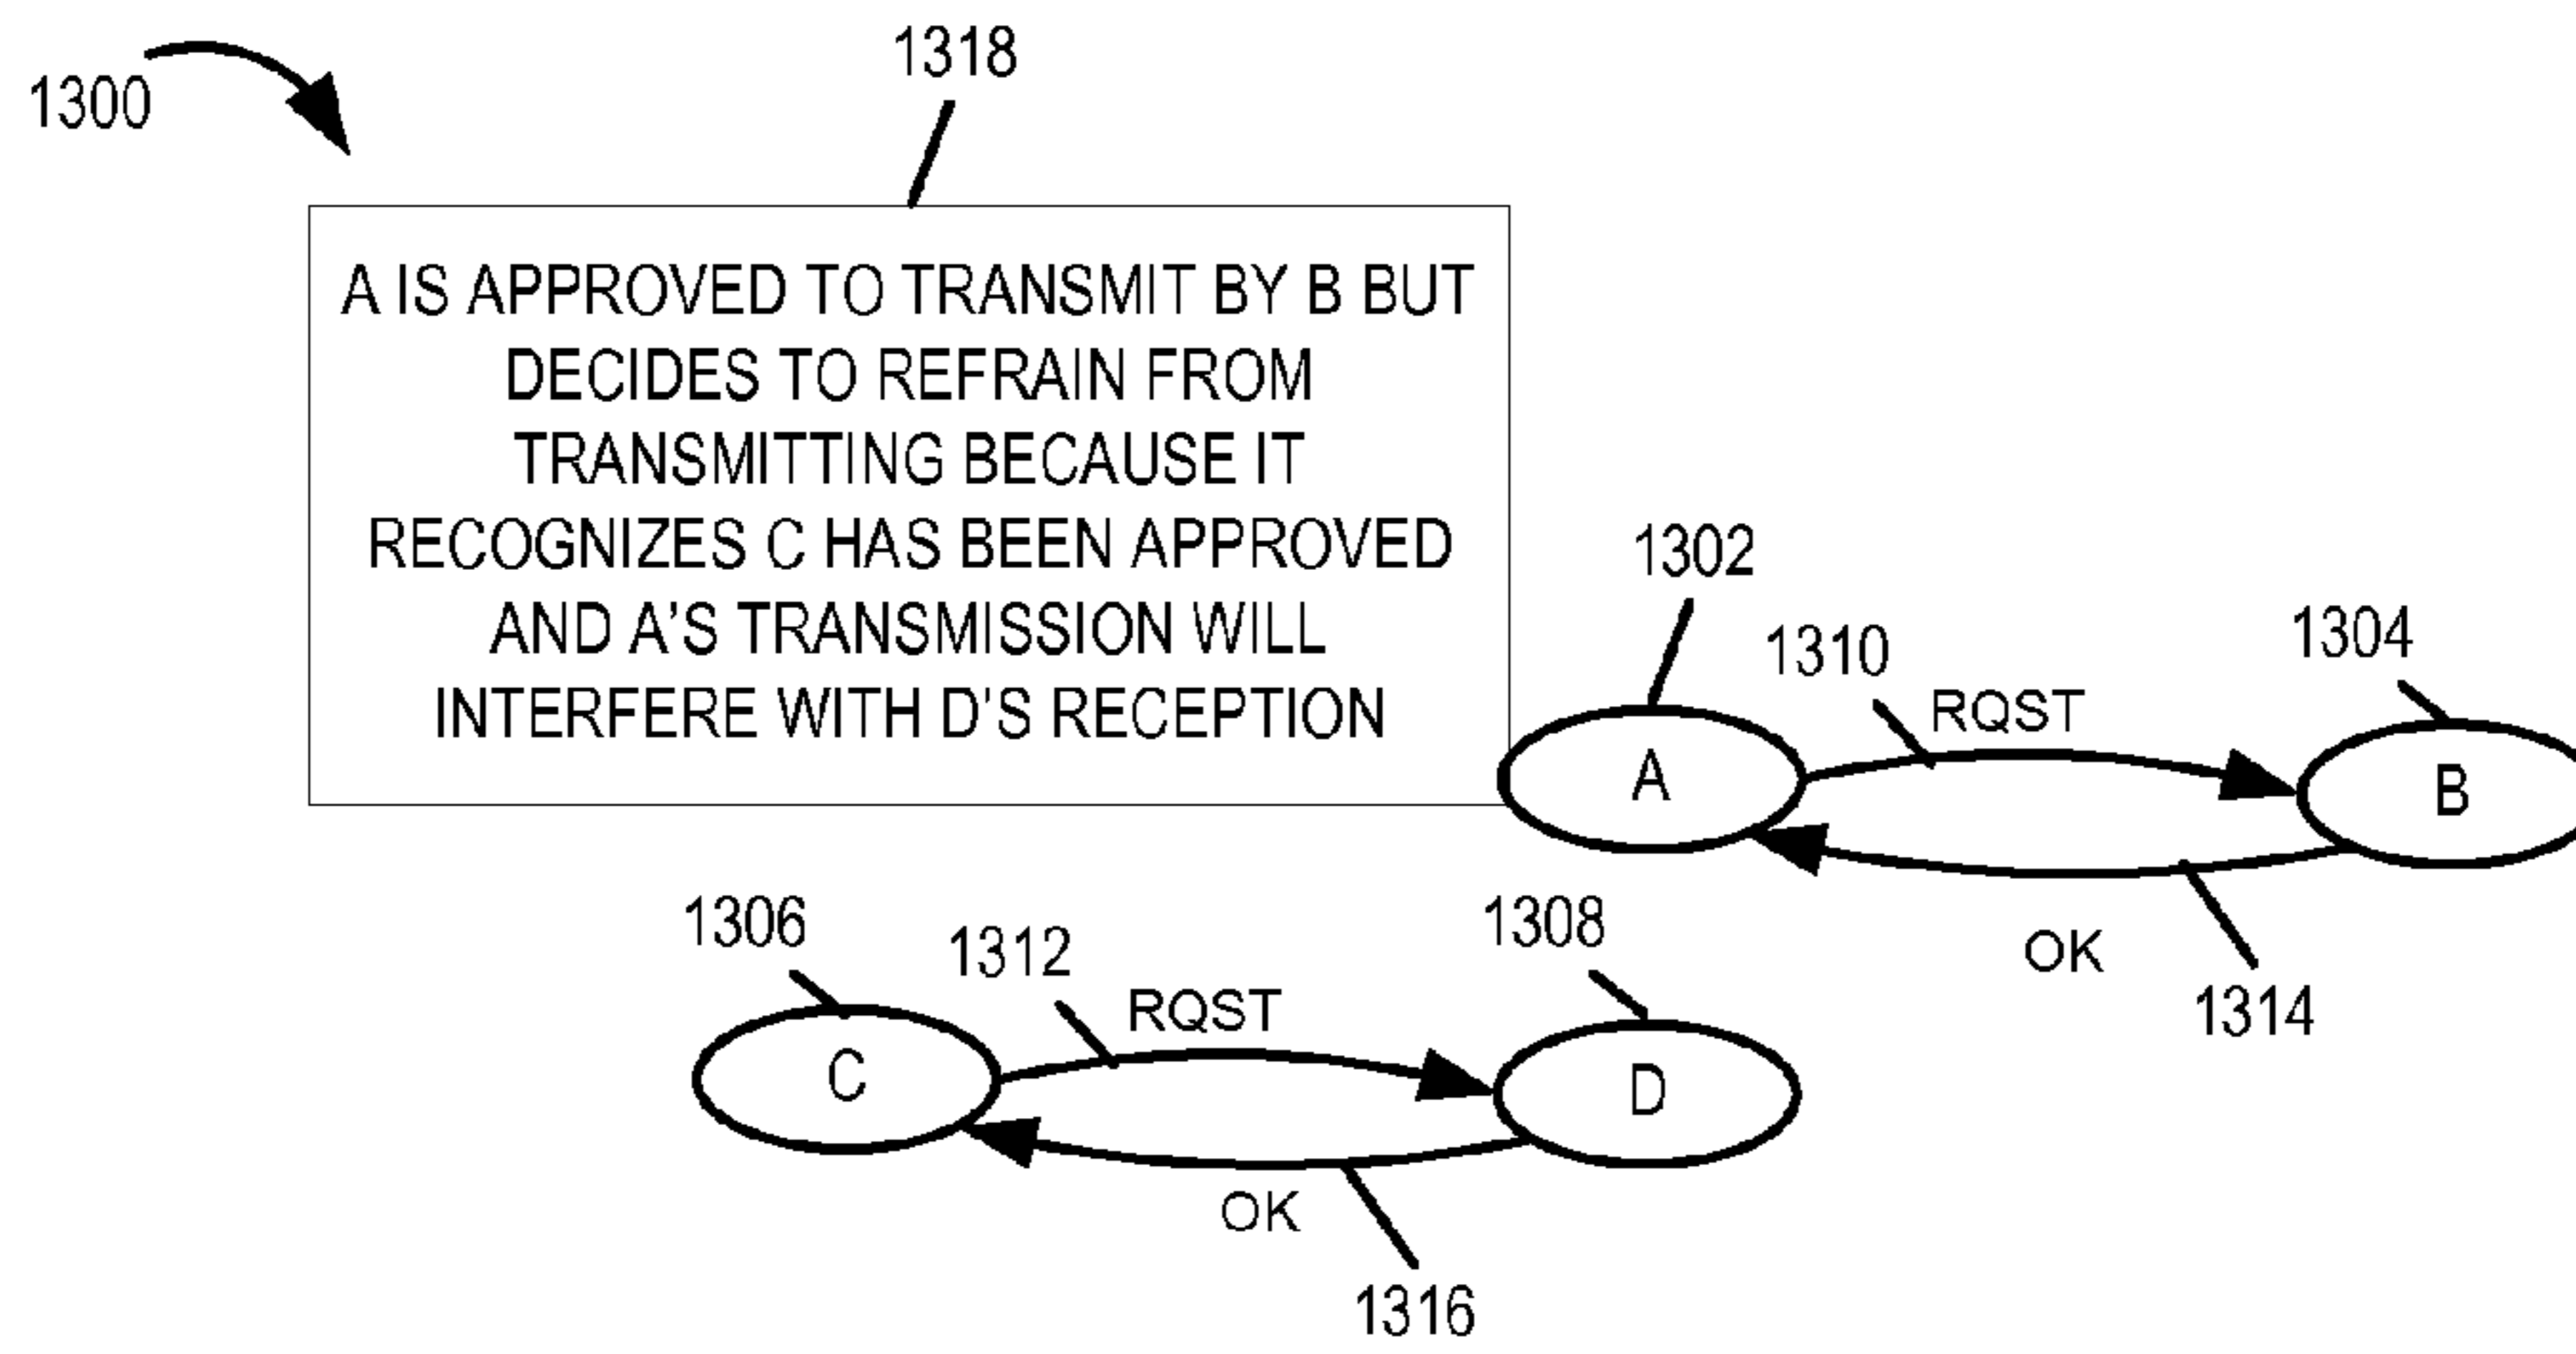 1318
1300
A IS APPROVED TO TRANSMIT BY B BUT
DECIDES TO REFRAIN FROM
TRANSMITTING BECAUSE IT
RECOGNIZES C HAS BEEN APPROVED
AND A'S TRANSMISSION WILL
INTERFERE WITH D'S RECEPTION
1302
1310
RQST
1304
A
B
OK
1314
1306
1312
RQST
1308
C
D
OK
1316